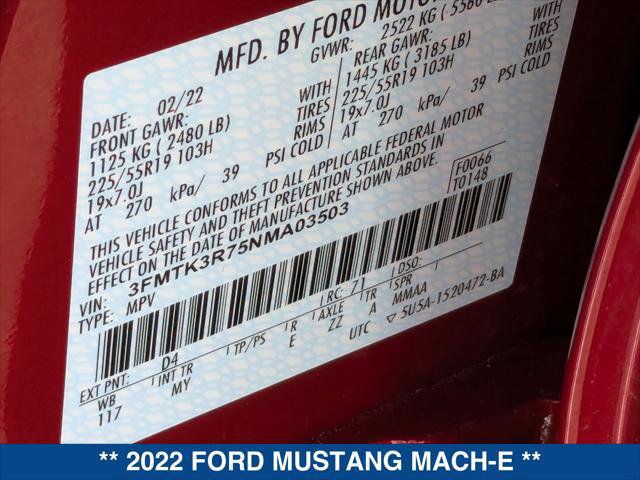 MFD. BY FORD MOTOR
DATE: 02/22
GVWR: 2522 KG (5560 LB)
FRONT GAWR: WITH
1125 KG ( 2480 LB) TIRES
225/55R19 103H RIMS
19x7.0J PSI COLD
AT 270 kPa/ 39
REAR GAWR: WITH
1445 KG ( 3185 LB) TIRES
225/55R19 103H RIMS
19x7.0J PSI COLD
AT 270 kPa/ 39
THIS VEHICLE CONFORMS TO ALL APPLICABLE FEDERAL MOTOR
VEHICLE SAFETY AND THEFT PREVENTION STANDARDS IN
EFFECT ON THE DATE OF MANUFACTURE SHOWN ABOVE.
F0066
T0148
VIN: 3FMTK3R75NMA03503
TYPE: MPV
EXT PNT: D4 RC: 71 DSO:
WB INT TR TP/PS R AXLE TR SPR
117 MY E ZZ A MMAA
UTC 5U5A-1520472-BA
** 2022 FORD MUSTANG MACH-E **